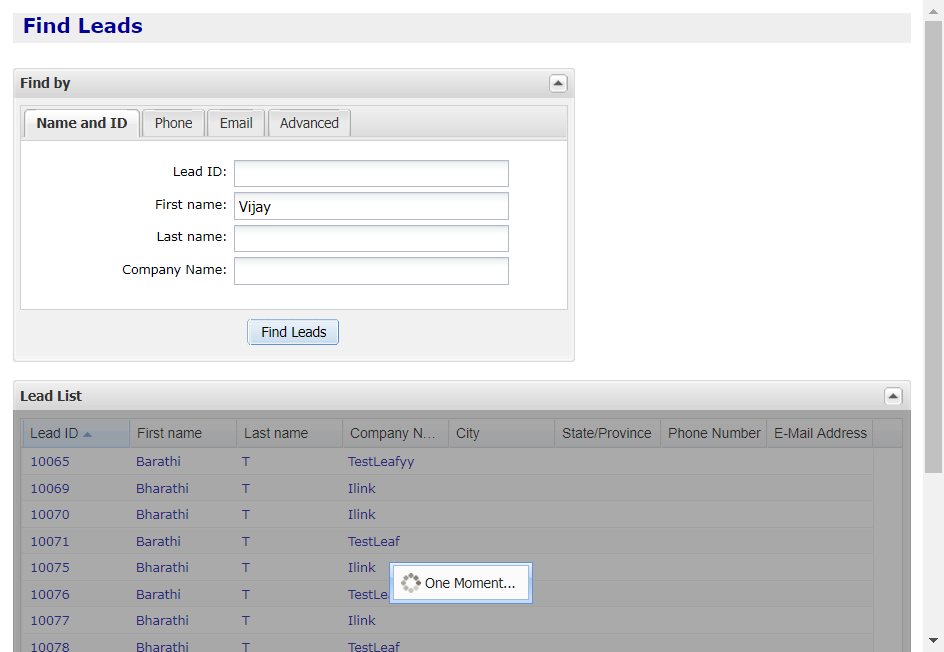 Find Leads
Find by
Name and ID Phone Email Advanced
Lead ID:
First name: Vijay
Last name:
Company Name:
Find Leads
Lead List
Lead ID First name Last name Company N... City State/Province Phone Number E-Mail Address
10065 Barathi T TestLeafyy
10069 Bharathi T Ilink
10070 Bharathi T Ilink
10071 Barathi T TestLeaf
10075 Bharathi T Ilink
10076 Barathi T TestLe
One Moment...
10077 Bharathi T Ilink
10078 Barathi T TestLeaf